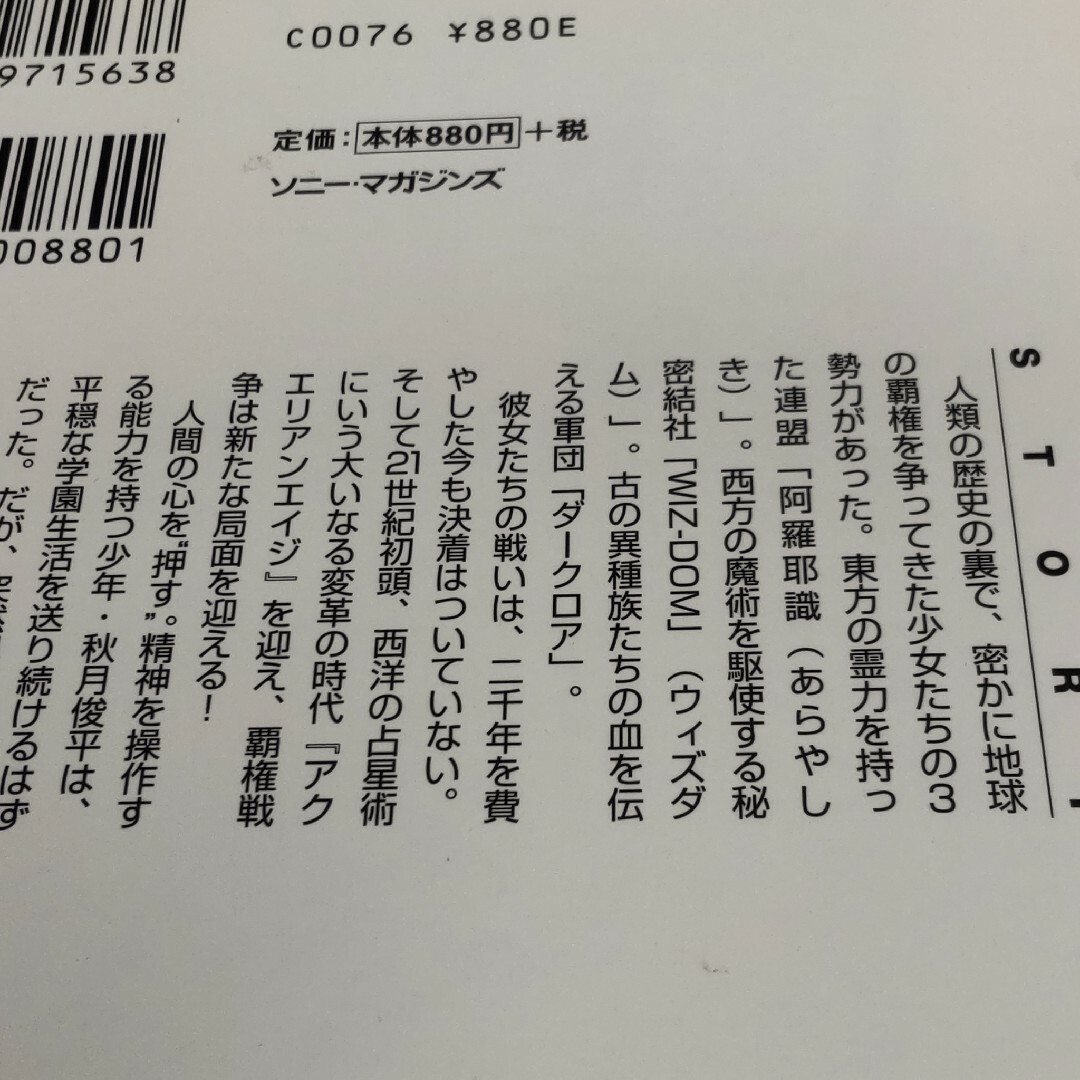 9715638
C0076 ¥880E
008801
定価:本体880円+税
ソニー・マガジンズ
STORY
人類の歴史の裏で、密かに地球
の覇権を争ってきた少女たちの3
勢力があった。東方の霊力を持っ
た連盟「阿羅耶識(あらやし
き)」。西方の魔術を駆使する秘
密結社「WIZ-DOM」(ウィズダ
ム)」。古の異種族たちの血を伝
える軍団「ダークロア」。
彼女たちの戦いは、二千年を費
やした今も決着はついていない。
そして21世紀初頭、西洋の占星術
にいう大いなる変革の時代『アク
エリアンエイジ』を迎え、覇権戦
争は新たな局面を迎える!
人間の心を“押す”。精神を操作す
る能力を持つ少年・秋月俊平は、
平穏な学園生活を送り続けるはず
だった。だが、